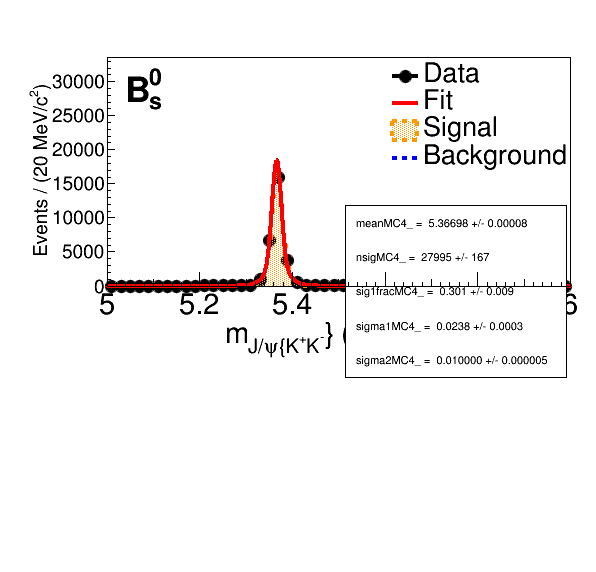 B_s^0
Data
Fit
Signal
Background
Events / (20 MeV/c²)
30000
25000
20000
15000
10000
5000
0
5 5.2 5.4 6
m_{J/ψ{K⁺K⁻}} (
meanMC4_ = 5.36698 +/- 0.00008
nsigMC4_ = 27995 +/- 167
sig1fracMC4_ = 0.301 +/- 0.009
sigma1MC4_ = 0.0238 +/- 0.0003
sigma2MC4_ = 0.010000 +/- 0.000005